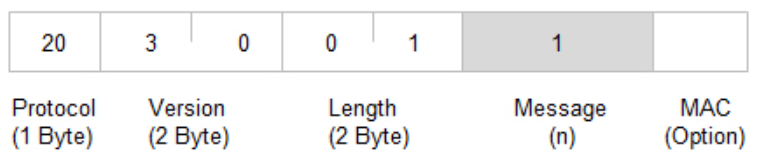 20 3 0 0 1 1
Protocol Version Length Message MAC
(1 Byte) (2 Byte) (2 Byte) (n) (Option)